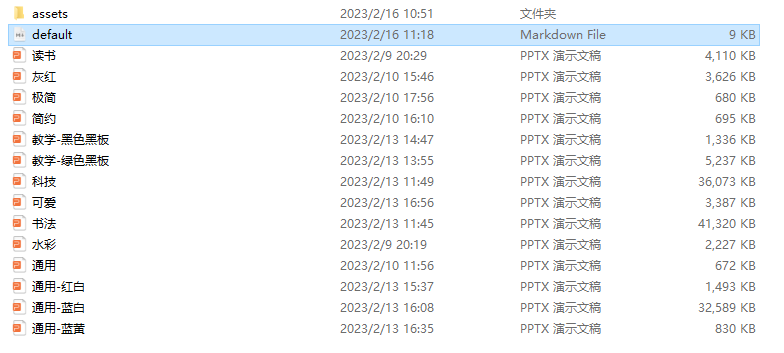 assets 2023/2/16 10:51 文件夹
default 2023/2/16 11:18 Markdown File 9 KB
读书 2023/2/9 20:29 PPTX 演示文稿 4,110 KB
灰红 2023/2/10 15:46 PPTX 演示文稿 3,626 KB
极简 2023/2/10 17:56 PPTX 演示文稿 680 KB
简约 2023/2/10 16:10 PPTX 演示文稿 695 KB
教学-黑色黑板 2023/2/13 14:47 PPTX 演示文稿 1,336 KB
教学-绿色黑板 2023/2/13 13:55 PPTX 演示文稿 5,237 KB
科技 2023/2/13 11:49 PPTX 演示文稿 36,073 KB
可爱 2023/2/13 16:56 PPTX 演示文稿 3,387 KB
书法 2023/2/13 11:45 PPTX 演示文稿 41,320 KB
水彩 2023/2/9 20:19 PPTX 演示文稿 2,227 KB
通用 2023/2/10 11:56 PPTX 演示文稿 672 KB
通用-红白 2023/2/13 15:37 PPTX 演示文稿 1,493 KB
通用-蓝白 2023/2/13 16:08 PPTX 演示文稿 32,589 KB
通用-蓝黄 2023/2/13 16:35 PPTX 演示文稿 830 KB